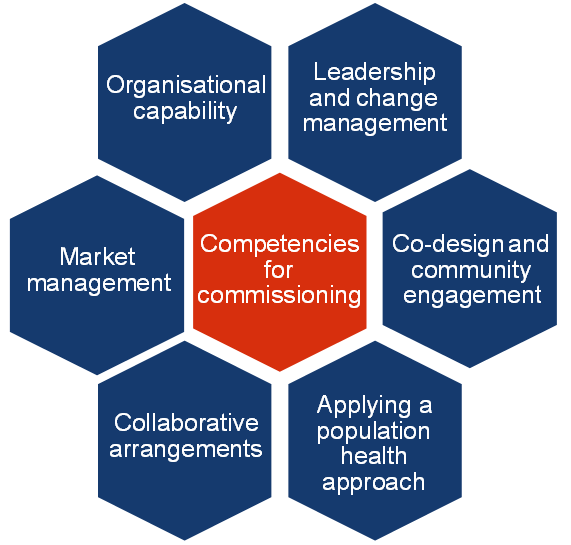 Organisational
capability
Leadership
and change
management
Market
management
Competencies
for
commissioning
Co-design and
community
engagement
Collaborative
arrangements
Applying a
population
health
approach